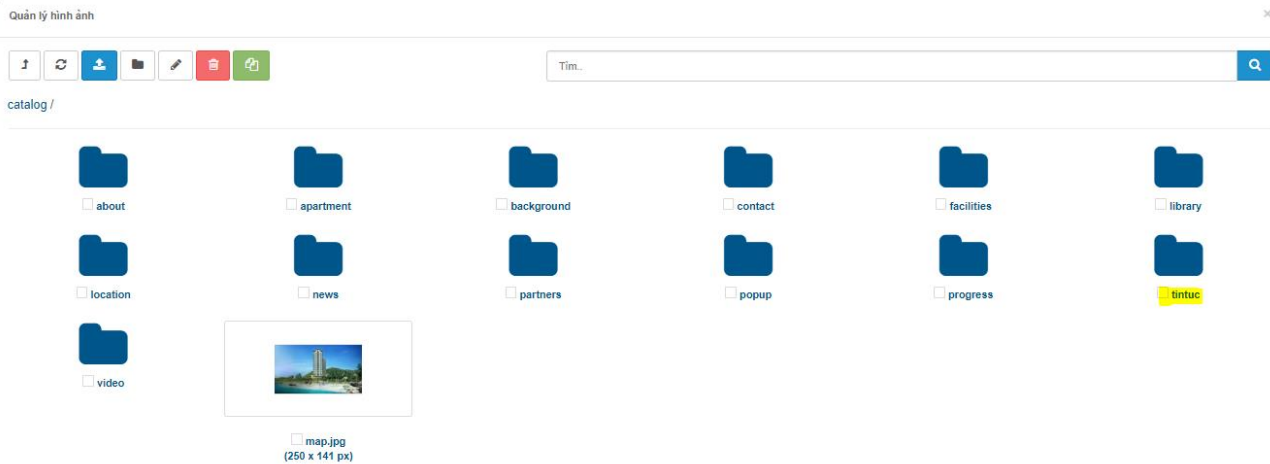 Quản lý hình ảnh
Tìm..
catalog /
about apartment background contact facilities library
location news partners popup progress tintuc
video
map.jpg
(250 x 141 px)